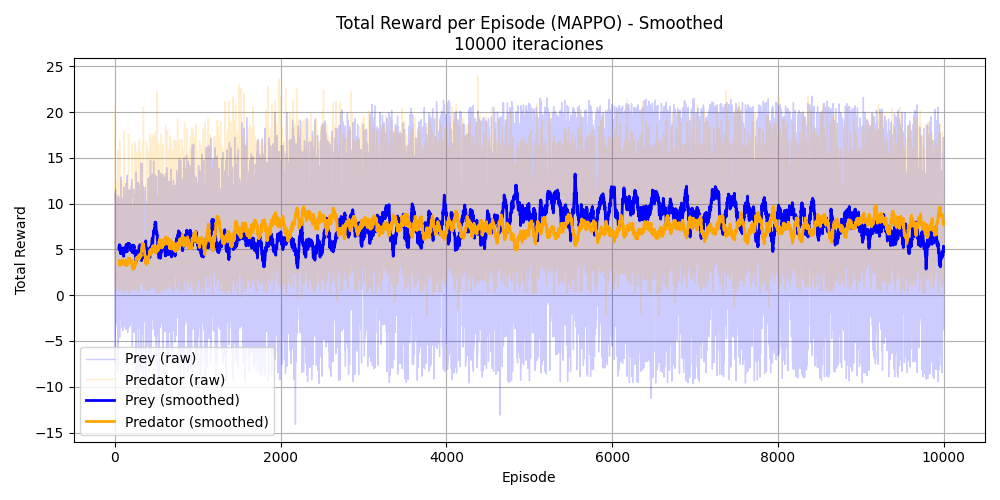 Total Reward per Episode (MAPPO) - Smoothed
10000 iteraciones
25
20
15
10
5
0
−5
−10
−15
Total Reward
Prey (raw)
Predator (raw)
Prey (smoothed)
Predator (smoothed)
0
2000
4000
6000
8000
10000
Episode